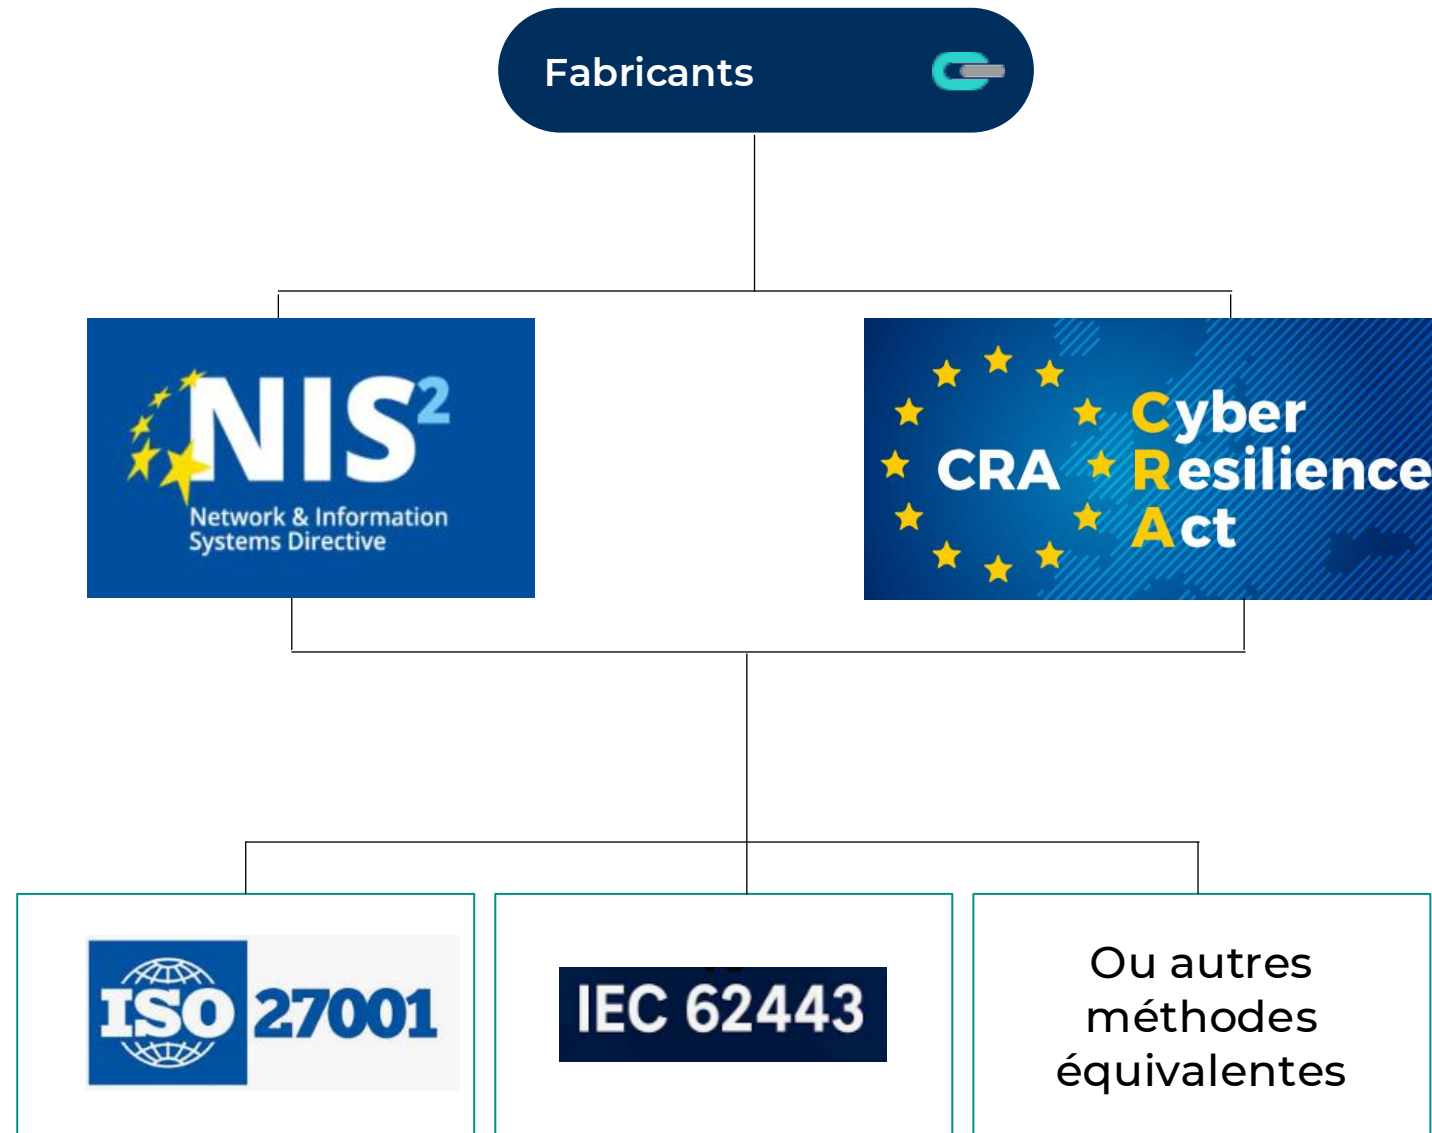 Fabricants
NIS²
Network & Information
Systems Directive
CRA
Cyber
Resilience
Act
ISO 27001
IEC 62443
Ou autres
méthodes
équivalentes